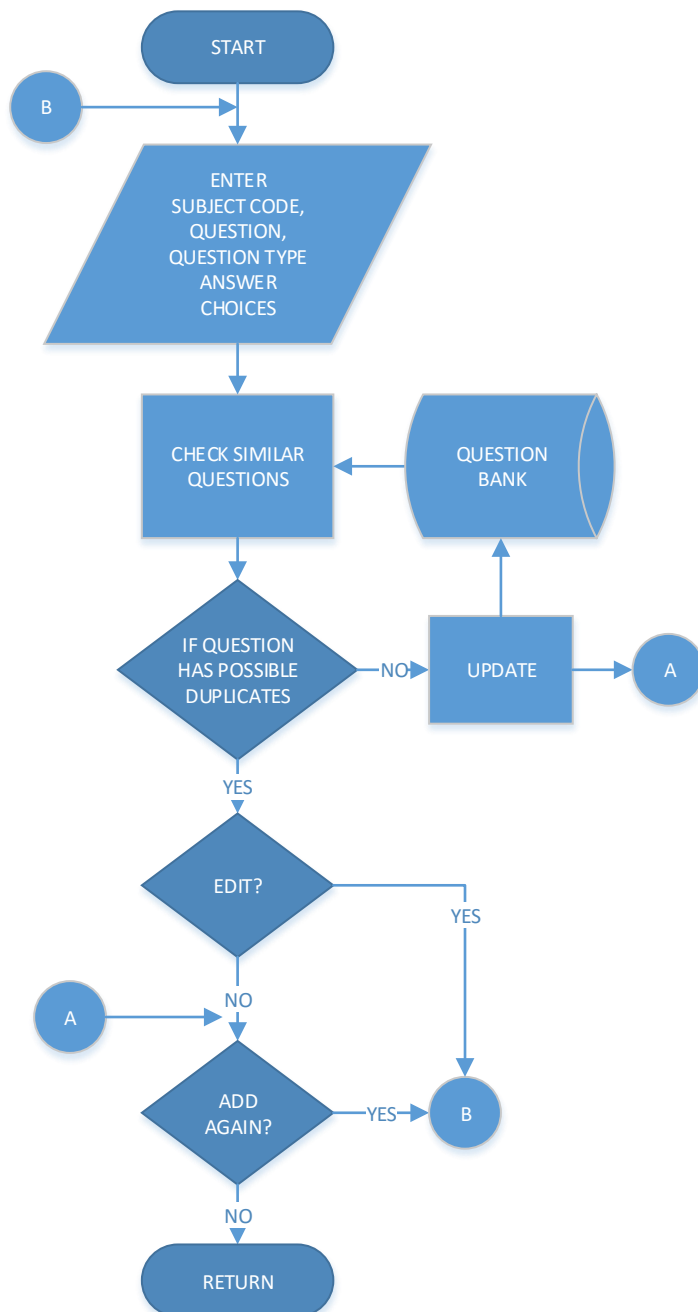 START
B
ENTER
SUBJECT CODE,
QUESTION,
QUESTION TYPE
ANSWER
CHOICES
CHECK SIMILAR
QUESTIONS
QUESTION
BANK
IF QUESTION
HAS POSSIBLE
DUPLICATES
NO
UPDATE
A
YES
EDIT?
YES
NO
A
ADD
AGAIN?
YES
B
NO
RETURN